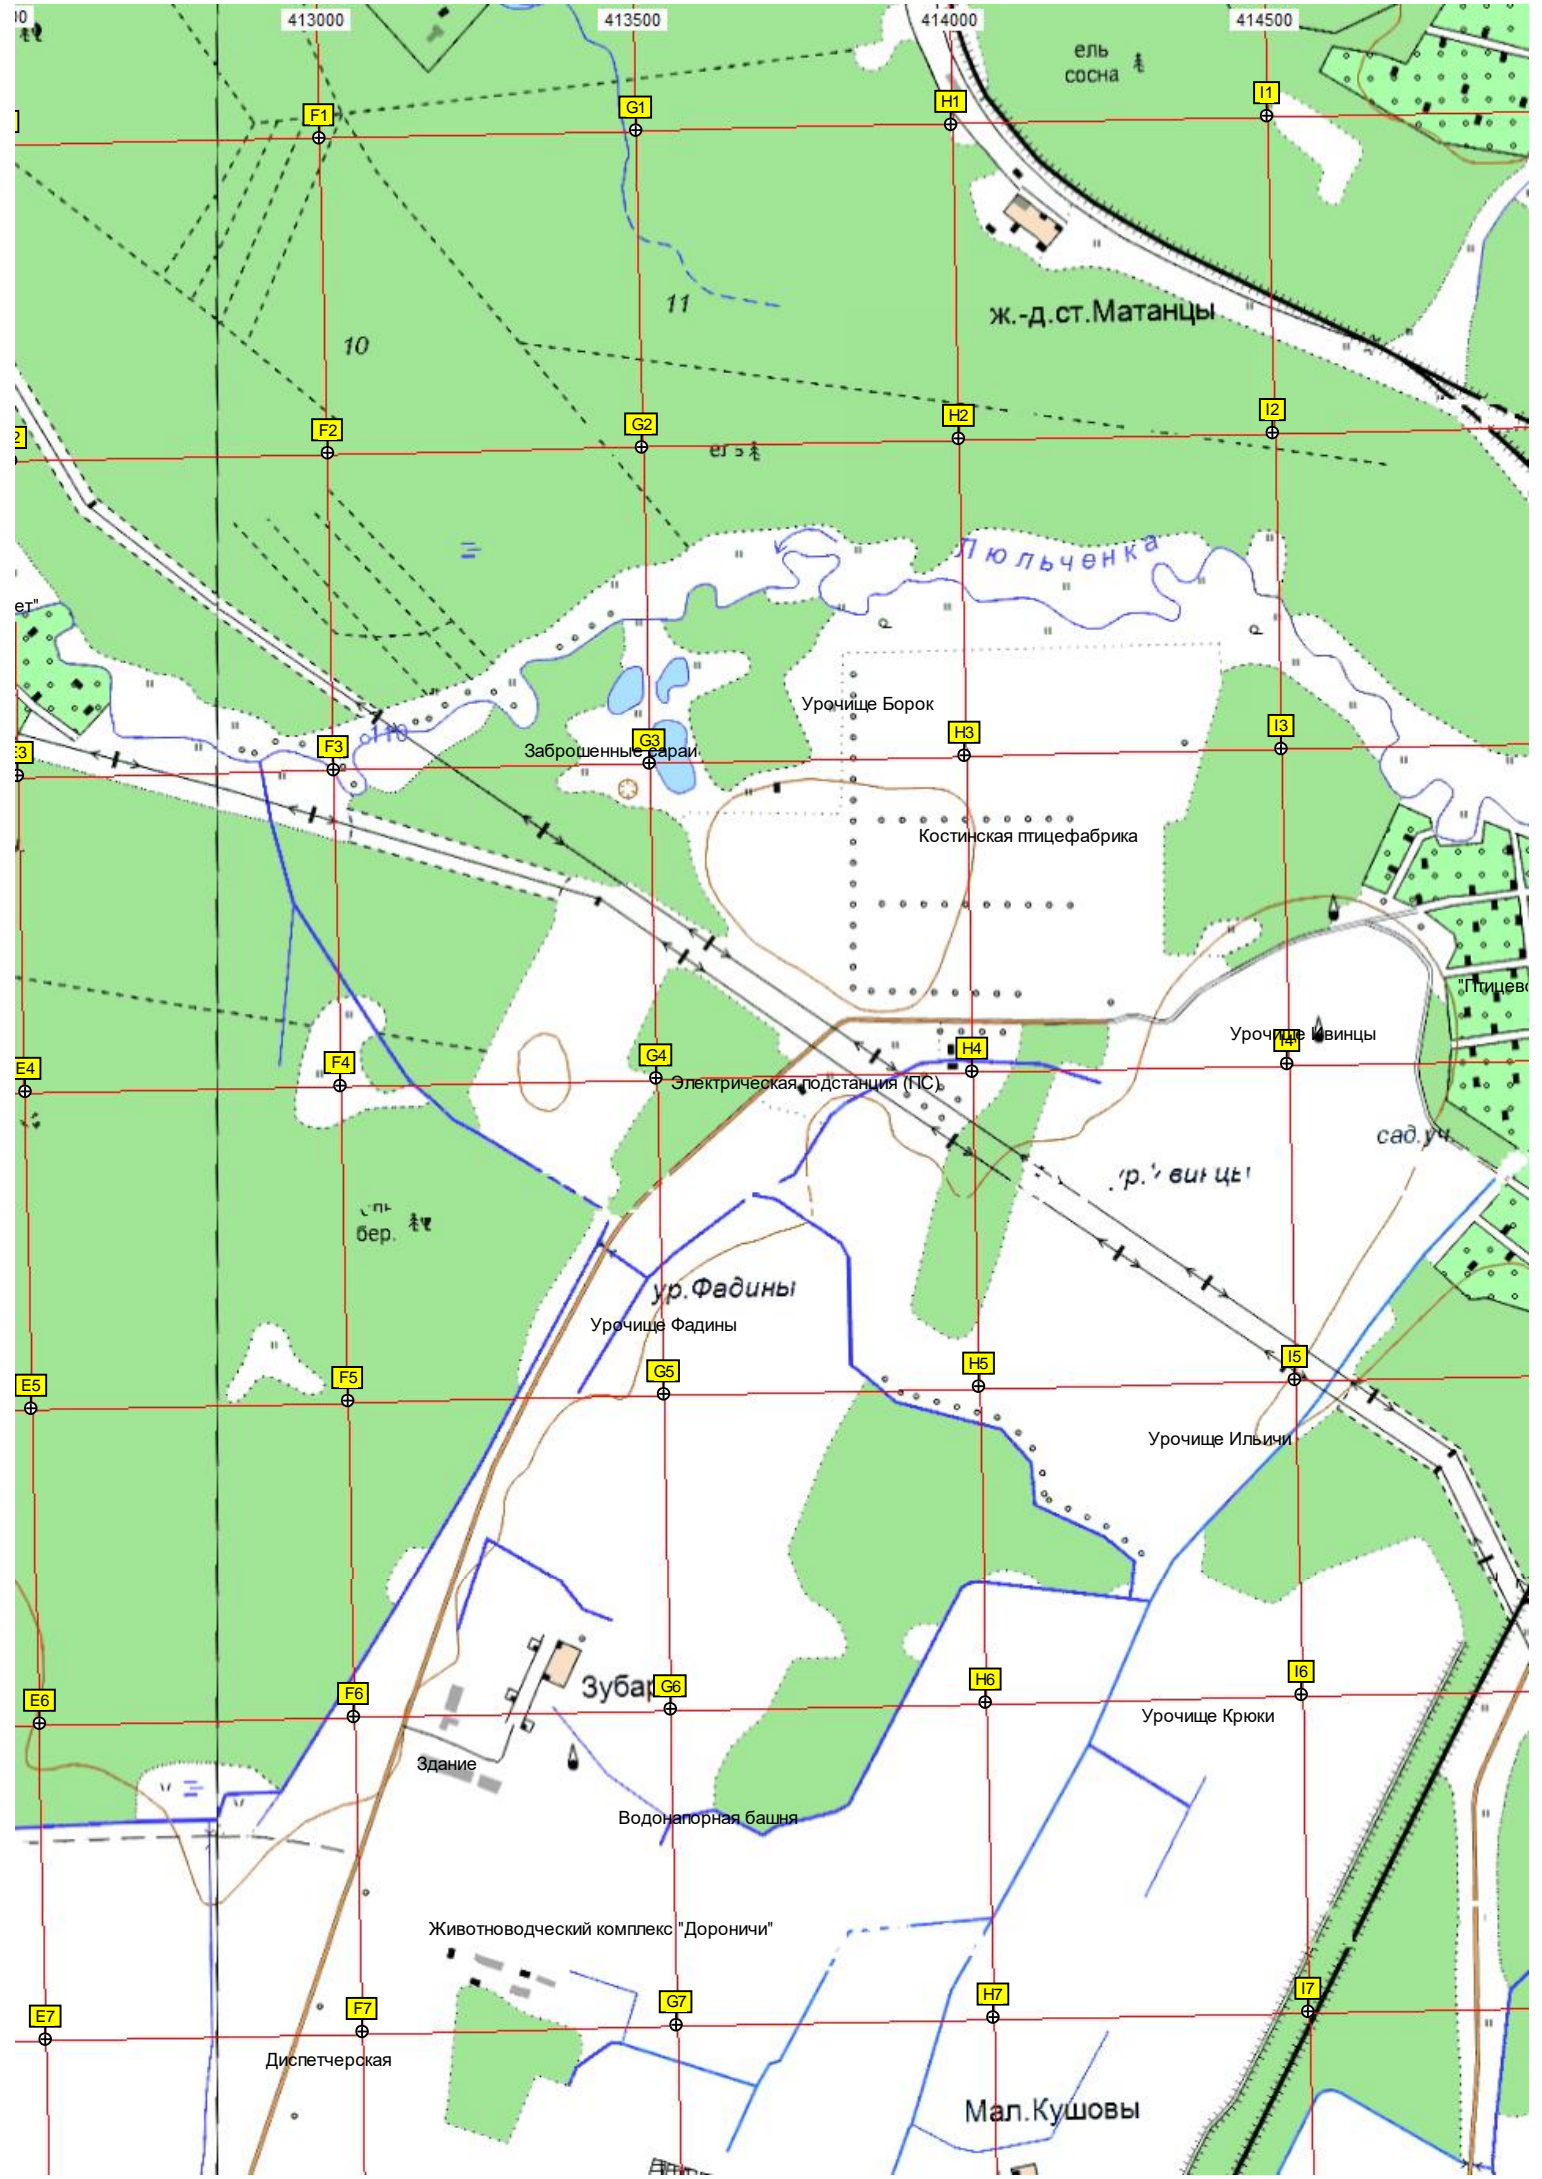 413000
413500
414000
414500
ель
сосна
F1
G1
H1
I1
11
ж.-д.ст.Матанцы
10
F2
G2
H2
I2
Люльченка
ет"
Урочище Борок
F3
G3
H3
I3
E3
Заброшенные сараи
Костинская птицефабрика
Урочище Ивинцы
E4
F4
G4
H4
I4
Электрическая подстанция (ПС)
сад.уч.
бер.
ур.Фадины
Урочище Фадины
E5
F5
G5
H5
I5
Урочище Ильичи
E6
F6
G6
H6
I6
Урочище Крюки
Здание
Водонапорная башня
Животноводческий комплекс "Дороничи"
E7
F7
G7
H7
I7
Диспетчерская
Мал.Кушовы